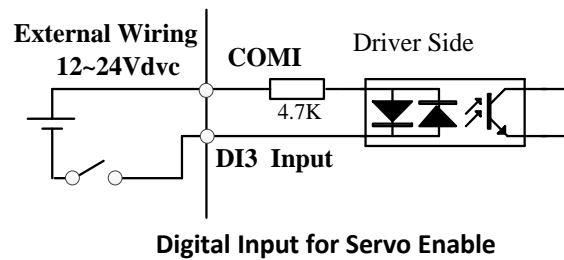 External Wiring
12~24Vdvc
COMI
Driver Side
4.7K
DI3 Input
Digital Input for Servo Enable